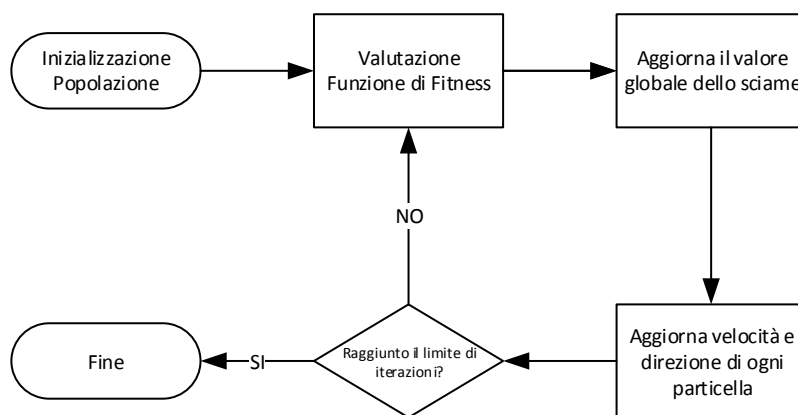 Inizializzazione
Popolazione
Valutazione
Funzione di Fitness
Aggiorna il valore
globale dello sciame
NO
Aggiorna velocità e
direzione di ogni
particella
Raggiunto il limite di
iterazioni?
SI
Fine